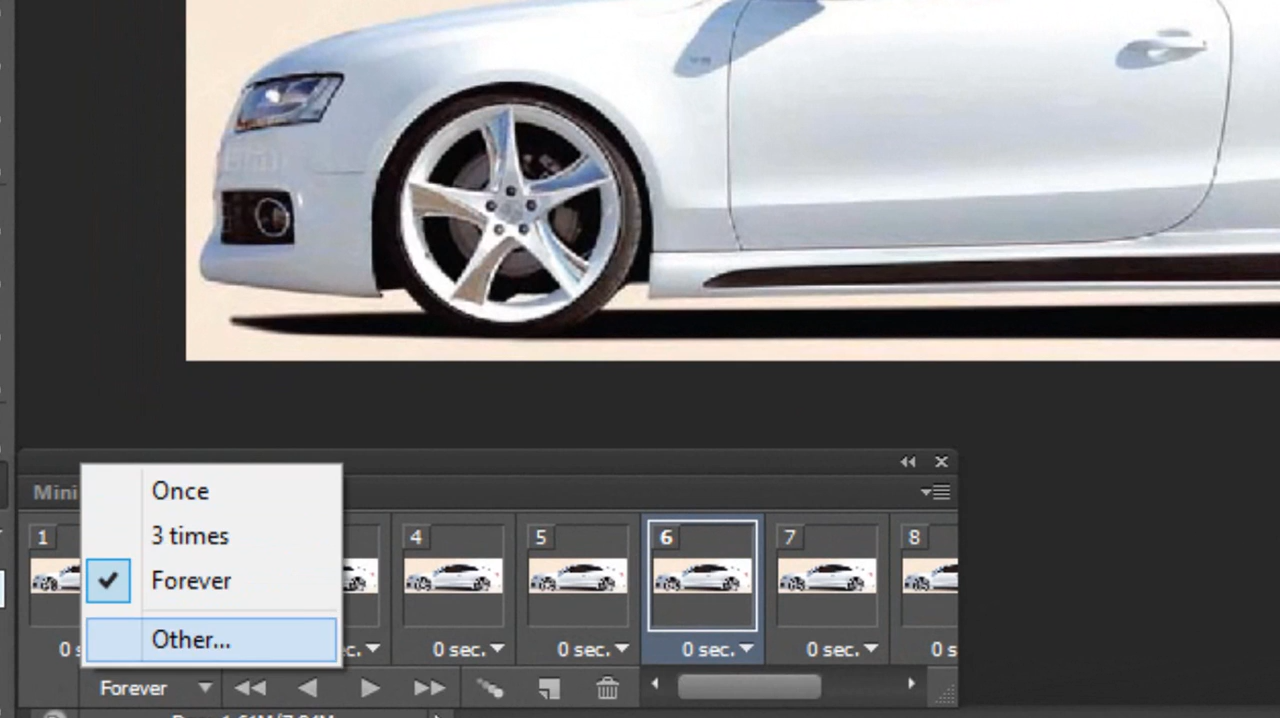 Mini
Once
3 times
Forever
Other...
1
4
5
6
7
8
0 s
ec.
0 sec.
0 sec.
0 sec.
0 sec.
0 s
Forever